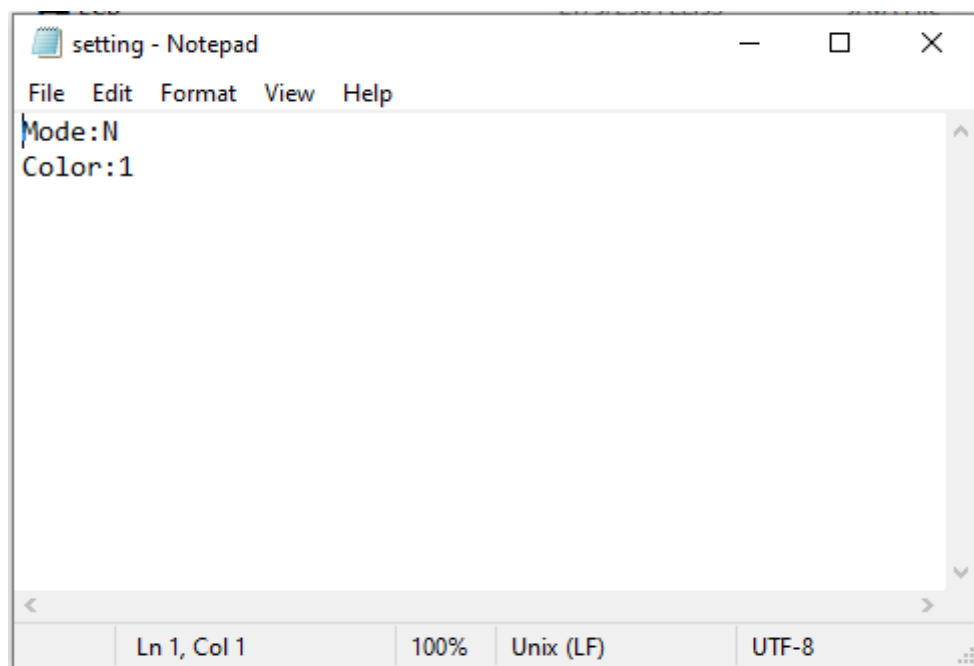 setting - Notepad
File Edit Format View Help
Mode:N
Color:1
Ln 1, Col 1 100% Unix (LF) UTF-8